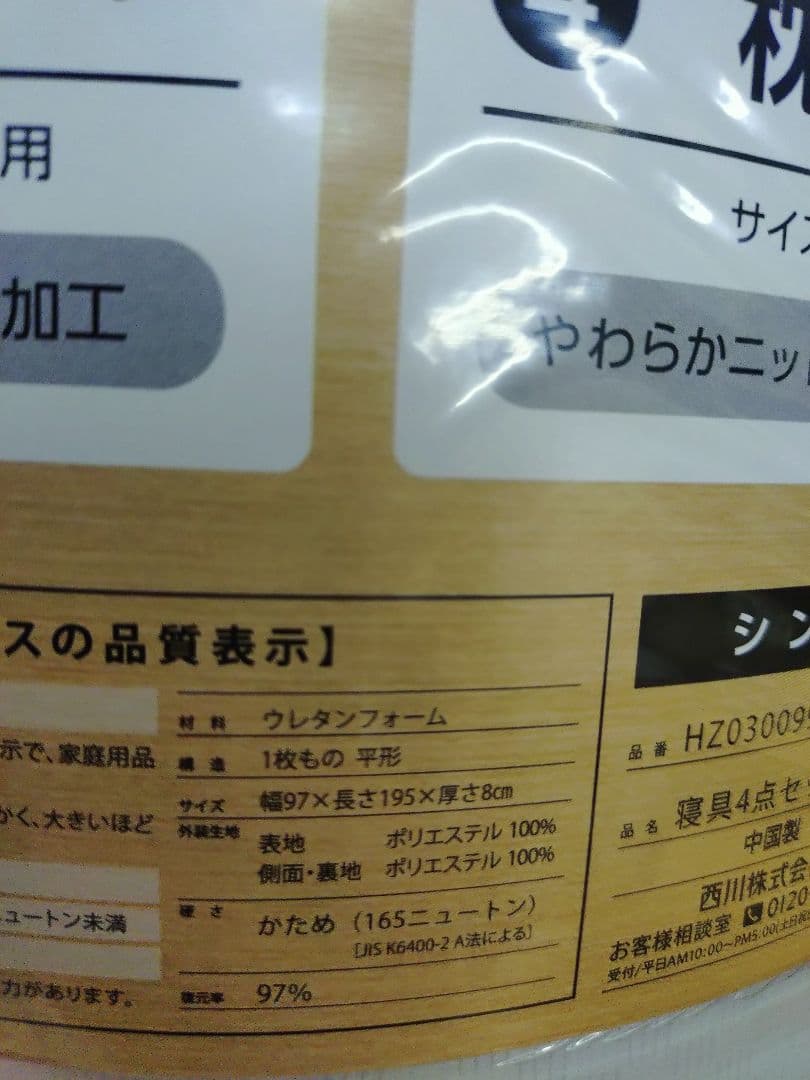 用
加工
4
枕
サイズ
やわらかニット
スの品質表示】
示で、家庭用品
かく、大きいほど
ニュートン未満
力があります。
材料 ウレタンフォーム
構造 1枚もの 平形
サイズ 幅97×長さ195×厚さ8㎝
外装生地 表地 ポリエステル 100%
側面・裏地 ポリエステル 100%
硬さ かため（165ニュートン）
[JIS K6400-2 A法による]
復元率 97%
シン
品番 HZ030099
品名 寝具4点セッ
中国製
西川株式会
お客様相談室 0120
受付/平日AM10:00〜PM5:00(土日祝